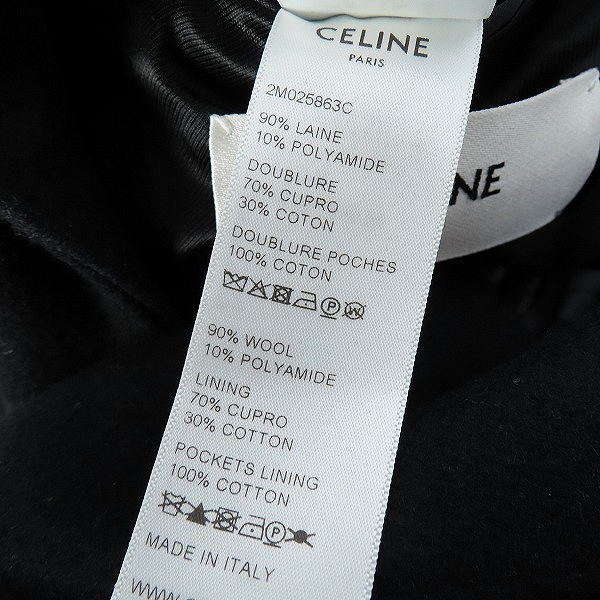 CELINE
PARIS
2M025863C
90% LAINE
10% POLYAMIDE
DOUBLURE
70% CUPRO
30% COTON
DOUBLURE POCHES
100% COTON
90% WOOL
10% POLYAMIDE
LINING
70% CUPRO
30% COTTON
POCKETS LINING
100% COTTON
MADE IN ITALY
NE